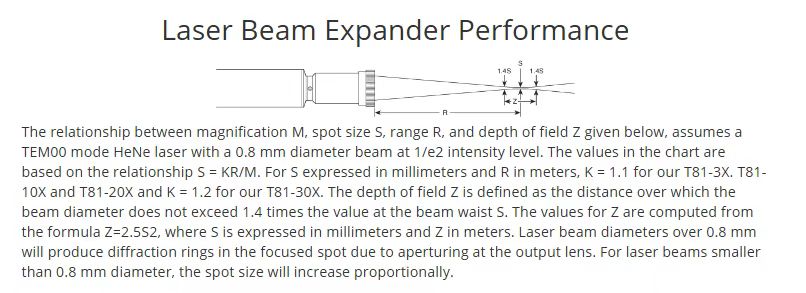 Laser Beam Expander Performance
S
1.4S 1.4S
Z
R
The relationship between magnification M, spot size S, range R, and depth of field Z given below, assumes a
TEM00 mode HeNe laser with a 0.8 mm diameter beam at 1/e2 intensity level. The values in the chart are
based on the relationship S = KR/M. For S expressed in millimeters and R in meters, K = 1.1 for our T81-3X. T81-
10X and T81-20X and K = 1.2 for our T81-30X. The depth of field Z is defined as the distance over which the
beam diameter does not exceed 1.4 times the value at the beam waist S. The values for Z are computed from
the formula Z=2.5S2, where S is expressed in millimeters and Z in meters. Laser beam diameters over 0.8 mm
will produce diffraction rings in the focused spot due to aperturing at the output lens. For laser beams smaller
than 0.8 mm diameter, the spot size will increase proportionally.